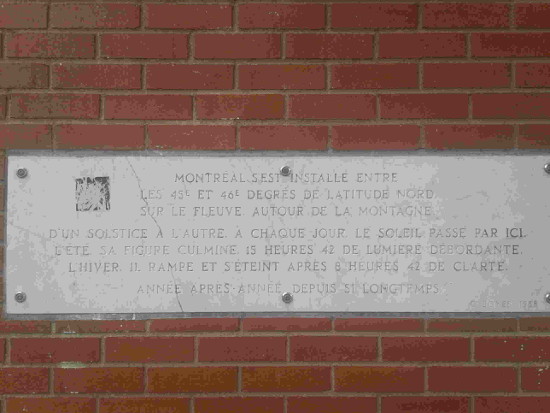 MONTRÉAL S'EST INSTALLÉ ENTRE
LES 45E ET 46E DEGRÉS DE LATITUDE NORD
SUR LE FLEUVE, AUTOUR DE LA MONTAGNE.
D'UN SOLSTICE À L'AUTRE, À CHAQUE JOUR, LE SOLEIL PASSE PAR ICI.
L'ÉTÉ, SA FIGURE CULMINE, 15 HEURES 42 DE LUMIÈRE DÉBORDANTE.
L'HIVER, IL RAMPE ET S'ÉTEINT APRÈS 8 HEURES 42 DE CLARTÉ.
ANNÉE APRÈS ANNÉE, DEPUIS SI LONGTEMPS.